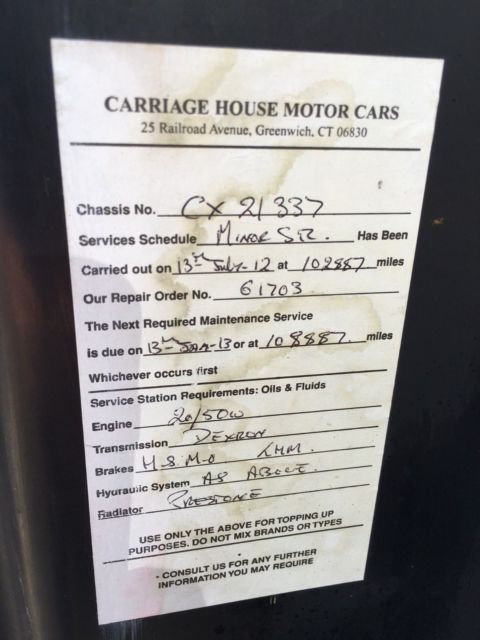 CARRIAGE HOUSE MOTOR CARS
25 Railroad Avenue, Greenwich, CT 06830
Chassis No. CX 21337
Services Schedule MINOR SR. Has Been
Carried out on 13th July-12 at 102887 miles
Our Repair Order No. 61703
The Next Required Maintenance Service
is due on 13th JAN-13 or at 108887 miles
Whichever occurs first
Service Station Requirements: Oils & Fluids
Engine 20/50W
Transmission DEXRON
Brakes H.S.M.O LHM.
Hyuraulic System AS ABOVE.
Radiator PRESTONE
USE ONLY THE ABOVE FOR TOPPING UP
PURPOSES. DO NOT MIX BRANDS OR TYPES
- CONSULT US FOR ANY FURTHER
INFORMATION YOU MAY REQUIRE